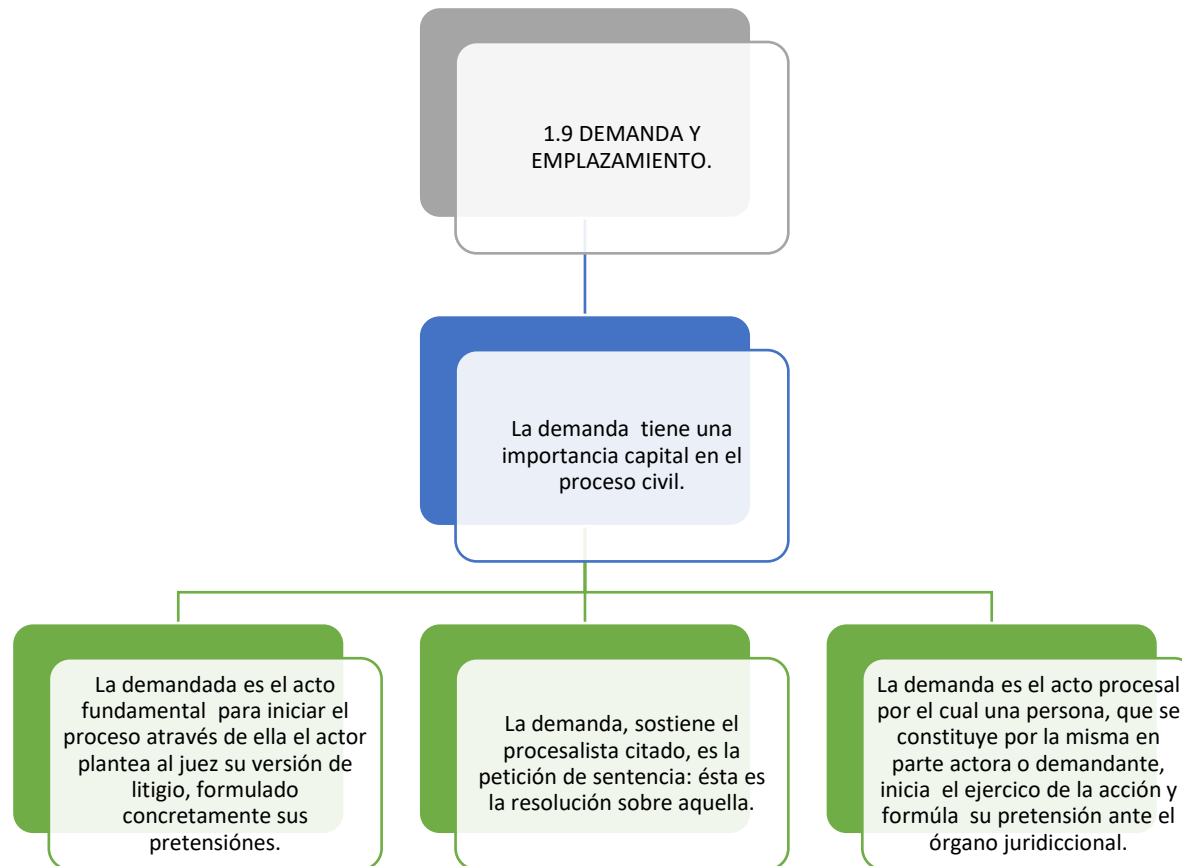 1.9 DEMANDA Y
EMPLAZAMIENTO.
La demanda  tiene una
importancia capital en el
proceso civil.
La demandada es el acto
fundamental  para iniciar el
proceso através de ella el actor
plantea al juez su versión de
litigio, formulado
concretamente sus
pretensiónes.
La demanda, sostiene el
procesalista citado, es la
petición de sentencia: ésta es
la resolución sobre aquella.
La demanda es el acto procesal
por el cual una persona, que se
constituye por la misma en
parte actora o demandante,
inicia  el ejercico de la acción y
formúla  su pretensión ante el
órgano juridiccional.